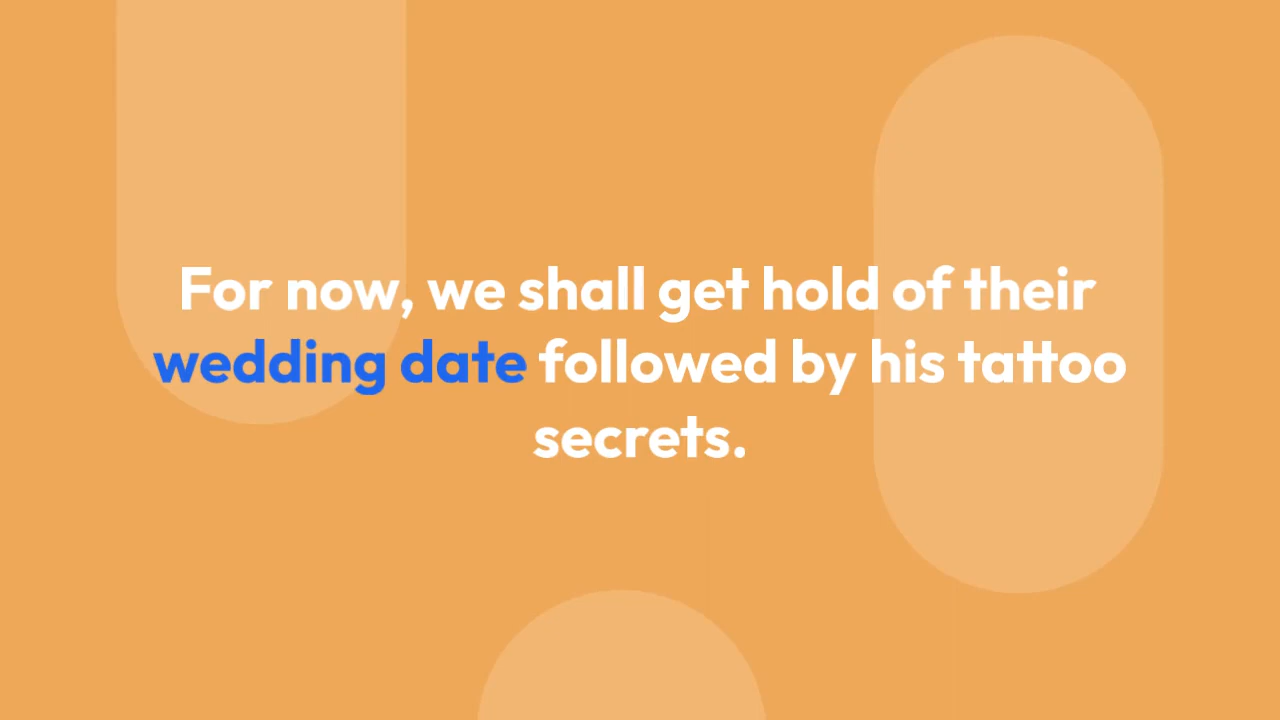 For now, we shall get hold of their
wedding date followed by his tattoo
secrets.